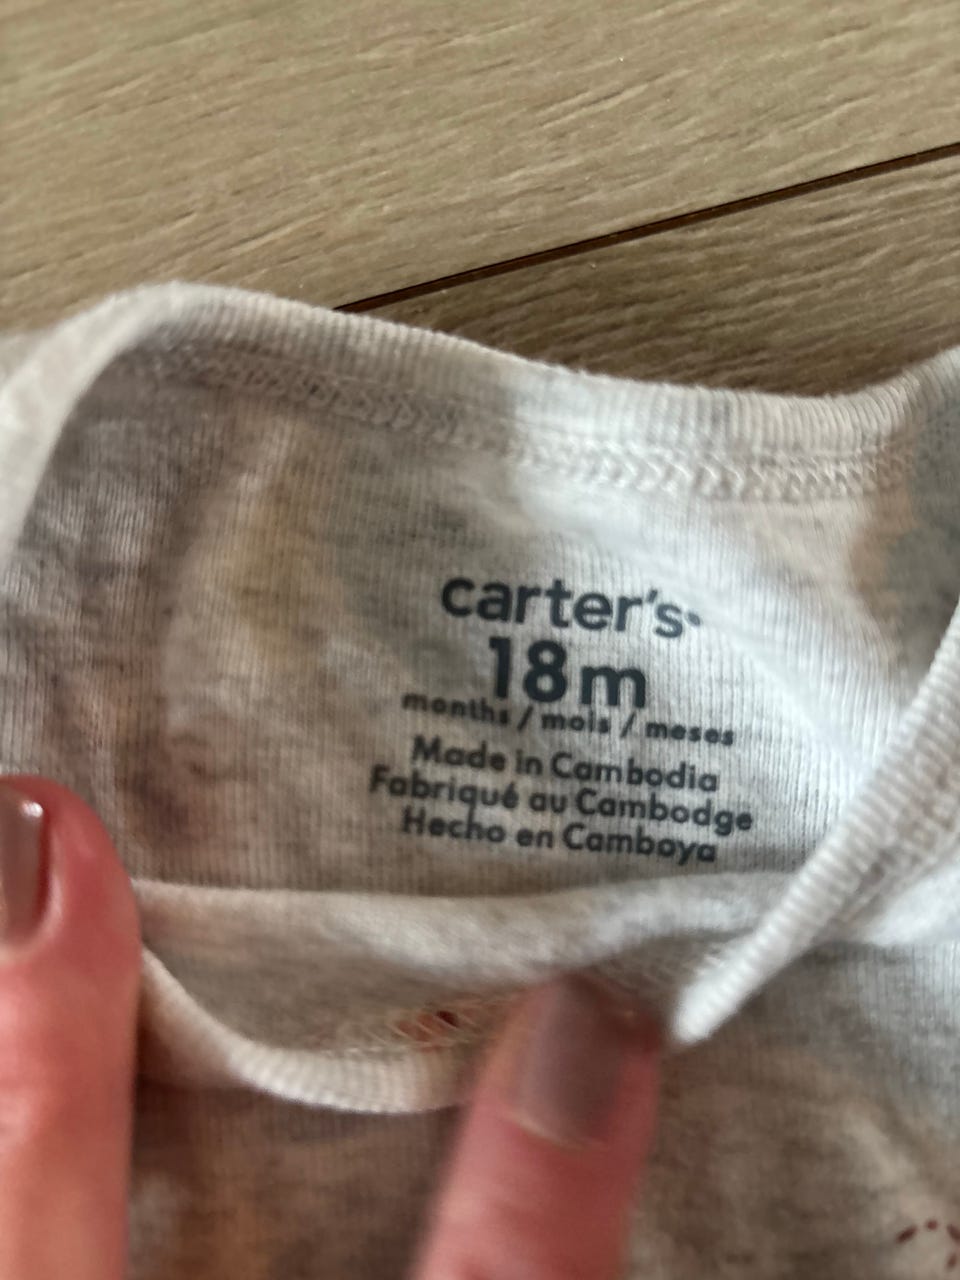 carter's
18m
months / mois / meses
Made in Cambodia
Fabriqué au Cambodge
Hecho en Camboya